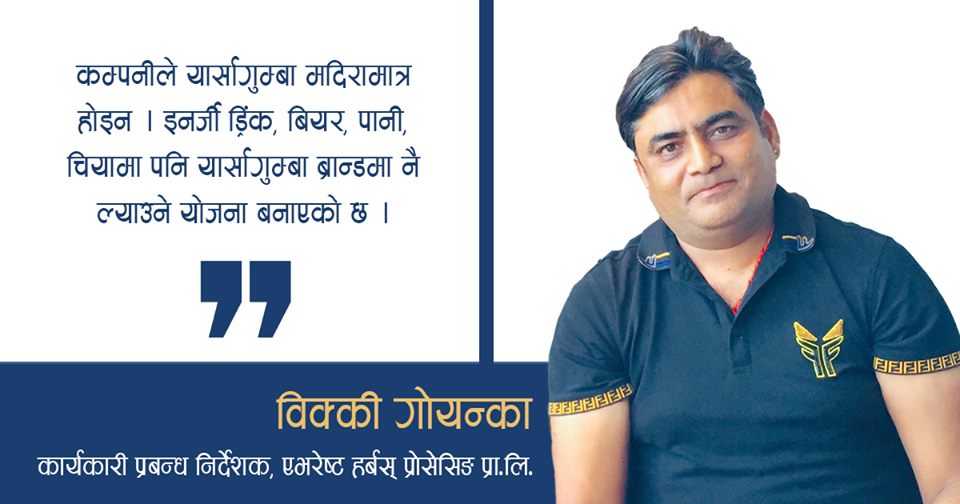 कम्पनीले यार्सागुम्बा मदिरामात्र
होइन । इनर्जी ड्रिंक, बियर, पानी,
चियामा पनि यार्सागुम्बा ब्रान्डमा नै
ल्याउने योजना बनाएको छ ।
”
विक्की गोयन्का
कार्यकारी प्रबन्ध निर्देशक, एभरेष्ट हर्बस् प्रोसेसिङ प्रा.लि.